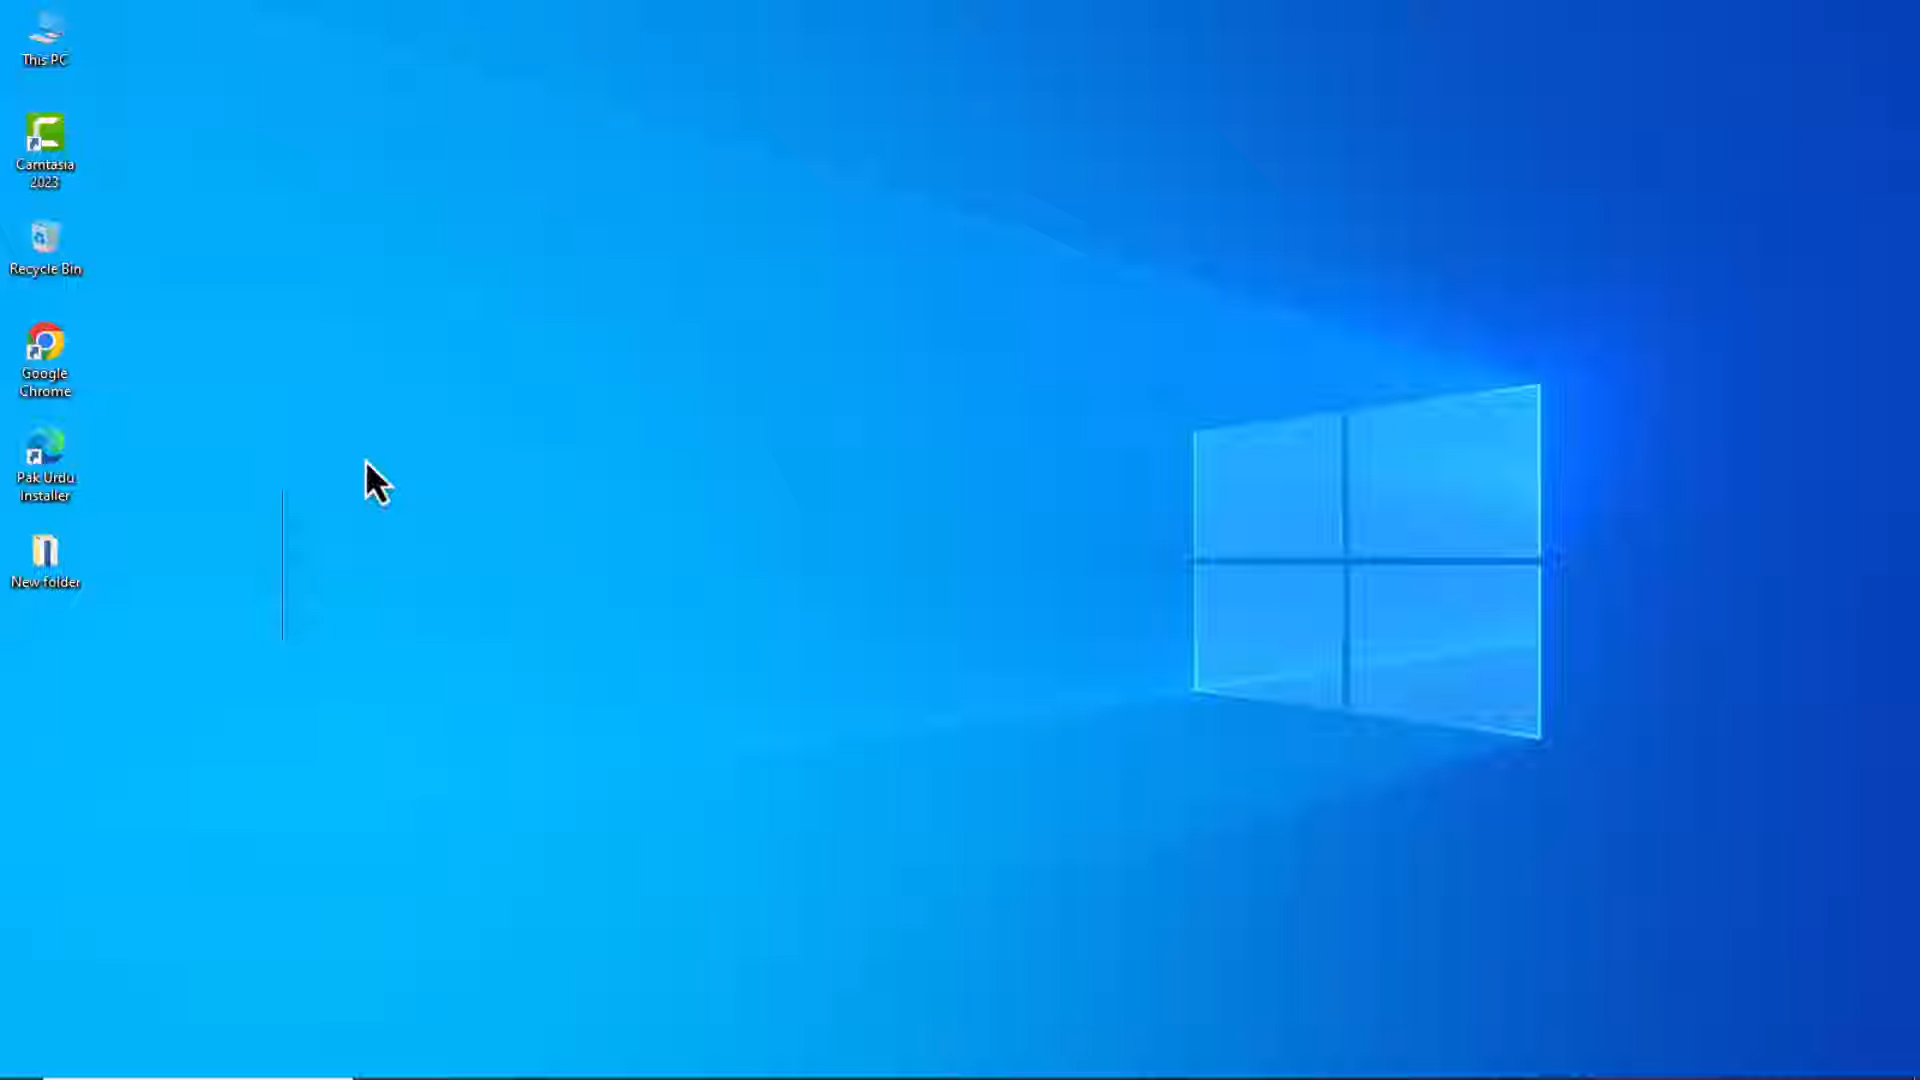 This PC
Camtasia
2023
Recycle Bin
Google
Chrome
Pak Urdu
Installer
New folder